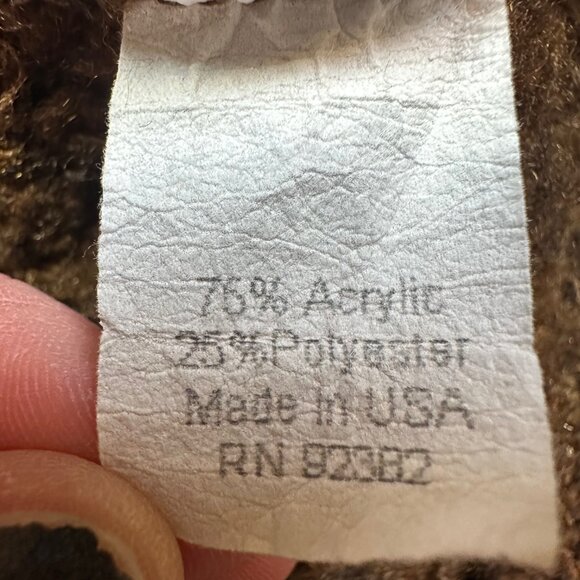 75% Acrylic
25% Polyester
Made in USA
RN 92382